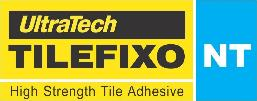 UltraTech
TILEFIXO NT
High Strength Tile Adhesive